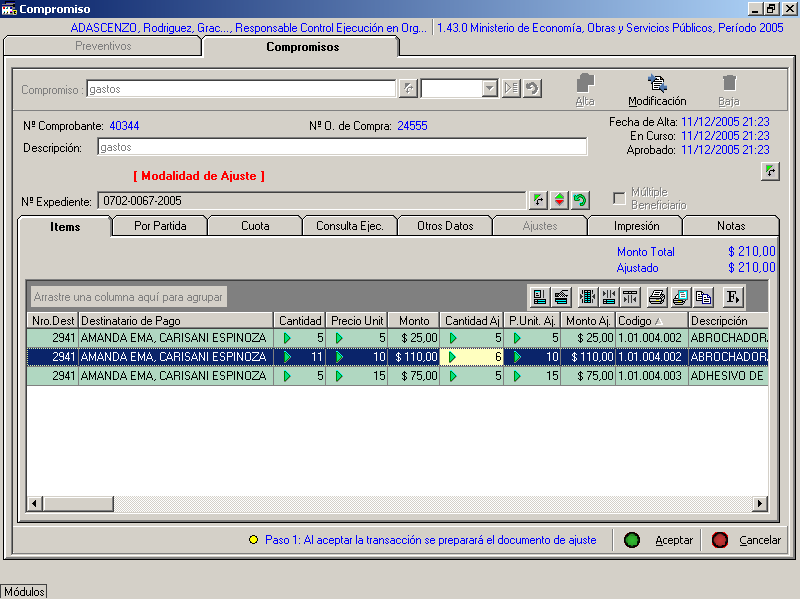 Compromiso
ADASCENZO, Rodriguez, Grac..., Responsable Control Ejecución en Org... 1.43.0 Ministerio de Economía, Obras y Servicios Públicos, Período 2005
Preventivos Compromisos
Compromiso : gastos
Alta Modificación Baja
Nº Comprobante: 40344 Nº O. de Compra: 24555 Fecha de Alta: 11/12/2005 21:23
En Curso: 11/12/2005 21:23
Descripción: gastos Aprobado: 11/12/2005 21:23
[ Modalidad de Ajuste ]
Nº Expediente: 0702-0067-2005 Múltiple
Beneficiario
Items Por Partida Cuota Consulta Ejec. Otros Datos Ajustes Impresión Notas
Monto Total $ 210,00
Ajustado $ 210,00
Arrastre una columna aquí para agrupar
Nro.Dest Destinatario de Pago Cantidad Precio Unit Monto Cantidad Aj P.Unit. Aj. Monto Aj. Codigo Descripción
2941 AMANDA EMA, CARISANI ESPINOZA 5 5 $ 25,00 5 5 $ 25,00 1.01.004.002 ABROCHADORA
2941 AMANDA EMA, CARISANI ESPINOZA 11 10 $ 110,00 6 10 $ 110,00 1.01.004.002 ABROCHADORA
2941 AMANDA EMA, CARISANI ESPINOZA 5 15 $ 75,00 5 15 $ 75,00 1.01.004.003 ADHESIVO DE
Paso 1: Al aceptar la transacción se preparará el documento de ajuste Aceptar Cancelar
Módulos